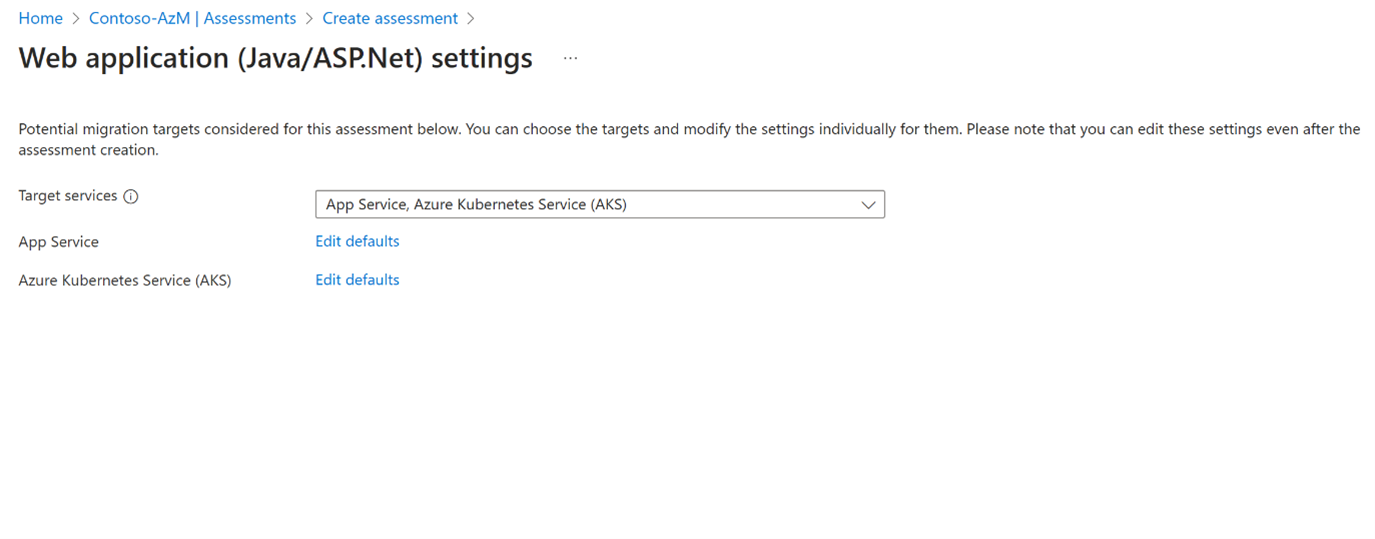 Home > Contoso-AzM | Assessments > Create assessment >
Web application (Java/ASP.Net) settings ...
Potential migration targets considered for this assessment below. You can choose the targets and modify the settings individually for them. Please note that you can edit these settings even after the
assessment creation.
Target services
App Service, Azure Kubernetes Service (AKS)
App Service Edit defaults
Azure Kubernetes Service (AKS) Edit defaults